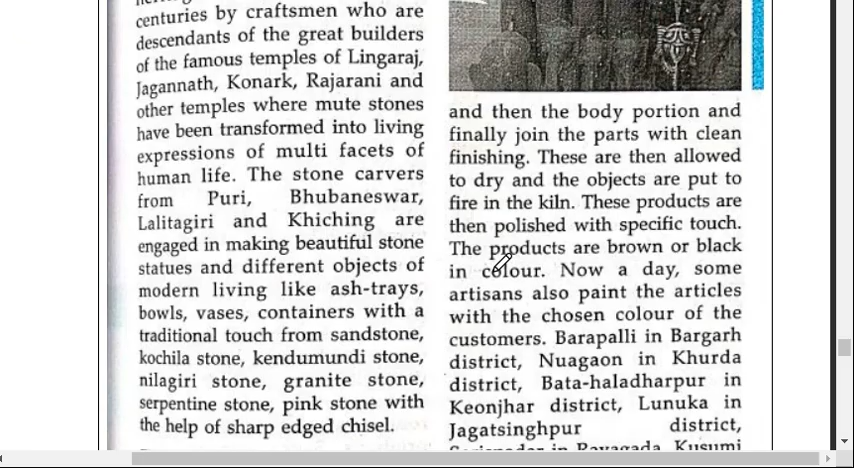 centuries by craftsmen who are
descendants of the great builders
of the famous temples of Lingaraj,
Jagannath, Konark, Rajarani and
other temples where mute stones
have been transformed into living
expressions of multi facets of
human life. The stone carvers
from Puri, Bhubaneswar,
Lalitagiri and Khiching are
engaged in making beautiful stone
statues and different objects of
modern living like ash-trays,
bowls, vases, containers with a
traditional touch from sandstone,
kochila stone, kendumundi stone,
nilagiri stone, granite stone,
serpentine stone, pink stone with
the help of sharp edged chisel.
and then the body portion and
finally join the parts with clean
finishing. These are then allowed
to dry and the objects are put to
fire in the kiln. These products are
then polished with specific touch.
The products are brown or black
in colour. Now a day, some
artisans also paint the articles
with the chosen colour of the
customers. Barapalli in Bargarh
district, Nuagaon in Khurda
district, Bata-haladharpur in
Keonjhar district, Lunuka in
Jagatsinghpur district,
in Rayagada, Kusumi